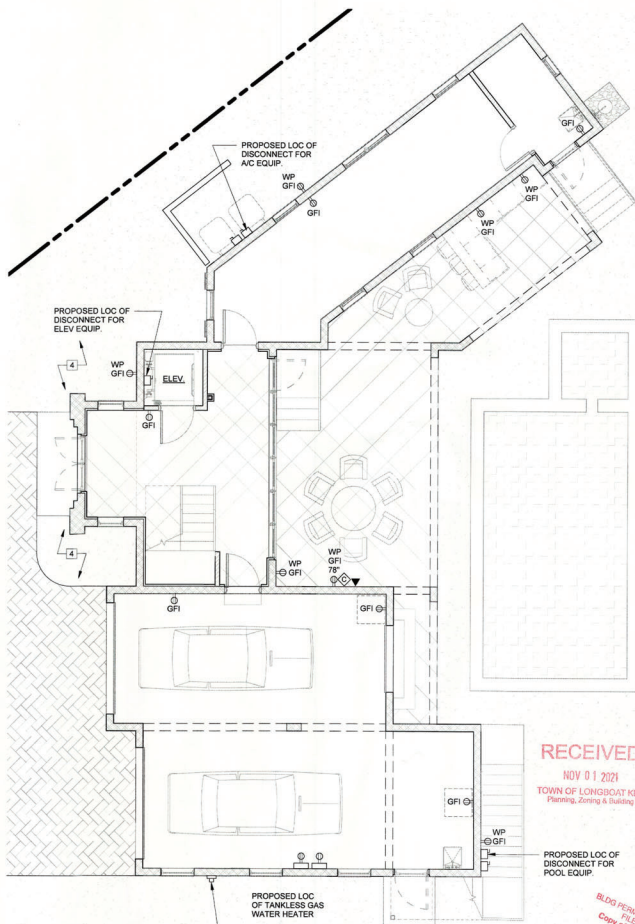 PROPOSED LOC OF
DISCONNECT FOR
A/C EQUIP.
GFI
WP
GFI
GFI
WP
GFI
WP
GFI
PROPOSED LOC OF
DISCONNECT FOR
ELEV EQUIP.
4
WP
GFI
ELEV.
GFI
4
WP
GFI
WP
GFI
78"
C
GFI
GFI
GFI
WP
GFI
RECEIVED
NOV 01 2021
TOWN OF LONGBOAT
Planning, Zoning & Building
PROPOSED LOC OF
DISCONNECT FOR
POOL EQUIP.
PROPOSED LOC
OF TANKLESS GAS
WATER HEATER
BLDG